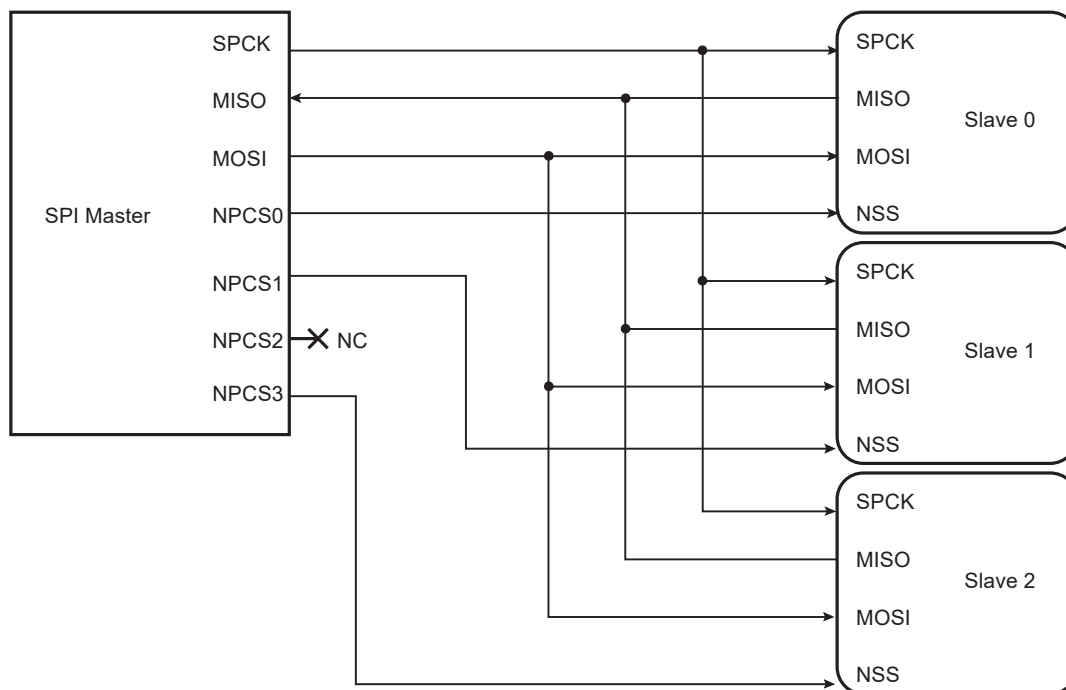 SPI Master
SPCK
MISO
MOSI
NPCS0
NPCS1
NPCS2
NC
NPCS3
SPCK
MISO
Slave 0
MOSI
NSS
SPCK
MISO
Slave 1
MOSI
NSS
SPCK
MISO
Slave 2
MOSI
NSS